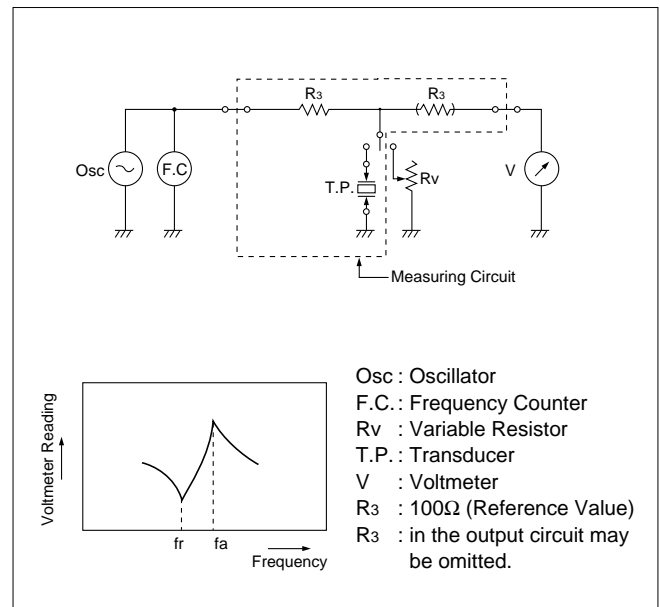 R3
R3
Osc
F.C
T.P.
Rv
V
Measuring Circuit
Voltmeter Reading
fr
fa
Frequency
Osc : Oscillator
F.C. : Frequency Counter
Rv : Variable Resistor
T.P. : Transducer
V : Voltmeter
R3 : 100Ω (Reference Value)
R3 : in the output circuit may
be omitted.